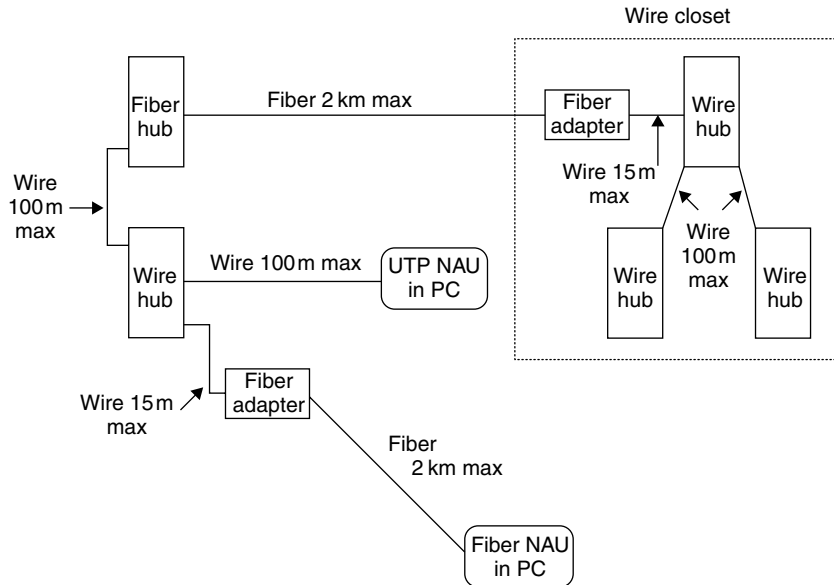 Wire closet
Fiber
hub
Fiber 2 km max
Fiber
adapter
Wire
hub
Wire 15 m
max
Wire
100 m
max
Wire
100 m
max
Wire
hub
Wire
hub
Wire
hub
Wire 100 m max
UTP NAU
in PC
Wire 15 m
max
Fiber
adapter
Fiber
2 km max
Fiber NAU
in PC